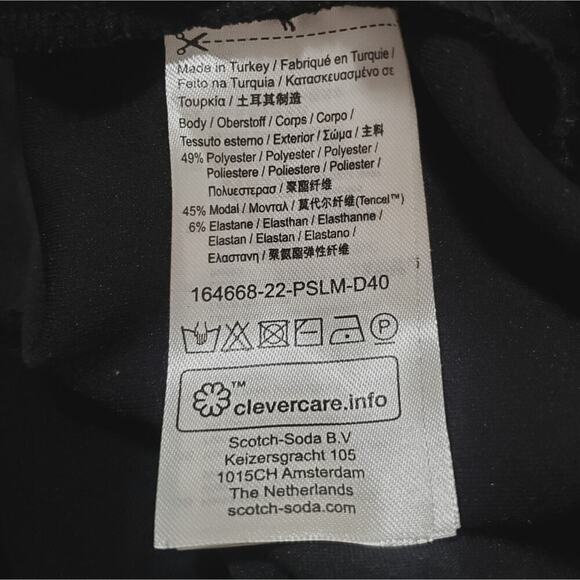 Made in Turkey / Fabriqué en Turquie /
Feito na Turquia / Κατασκευασμένο σε
Τουρκία / 土耳其制造
Body / Oberstoff / Corps / Corpo /
Tessuto esterno / Exterior / Σώμα / 主料
49% Polyester / Polyester / Polyester /
Poliestere / Poliestere / Poliester /
Πολυεστερασ / 聚酯纤维
45% Modal / Μονταλ / 莫代尔纤维(Tencel™)
6% Elastane / Elasthan / Elasthanne /
Elastan / Elastan / Elastano /
Ελαστανη / 聚氨酯弹性纤维
164668-22-PSLM-D40
P
™
clevercare.info
Scotch-Soda B.V
Keizersgracht 105
1015CH Amsterdam
The Netherlands
scotch-soda.com